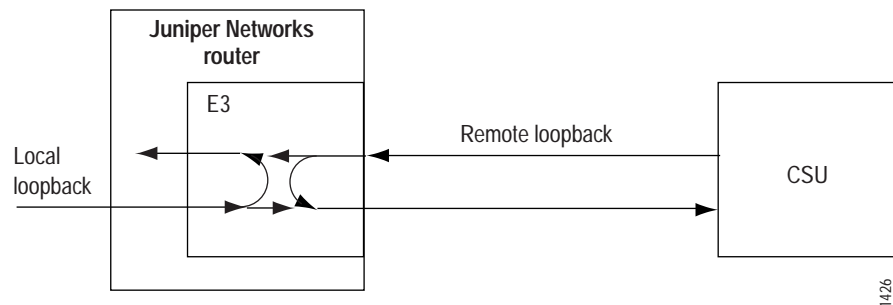 Juniper Networks
router
E3
Local
loopback
Remote loopback
CSU
1426